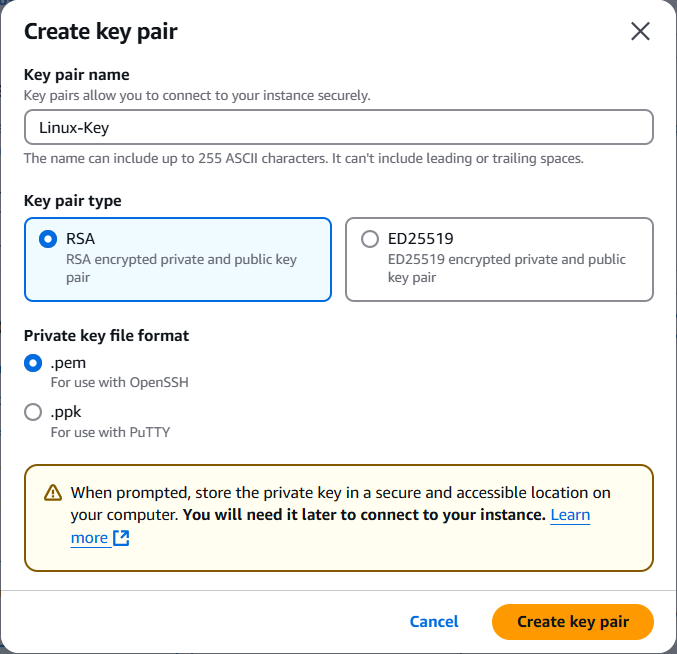 Create key pair
Key pair name
Key pairs allow you to connect to your instance securely.
Linux-Key
The name can include up to 255 ASCII characters. It can't include leading or trailing spaces.
Key pair type
RSA
RSA encrypted private and public key
pair
ED25519
ED25519 encrypted private and public
key pair
Private key file format
.pem
For use with OpenSSH
.ppk
For use with PuTTY
When prompted, store the private key in a secure and accessible location on
your computer. You will need it later to connect to your instance. Learn
more
Cancel
Create key pair